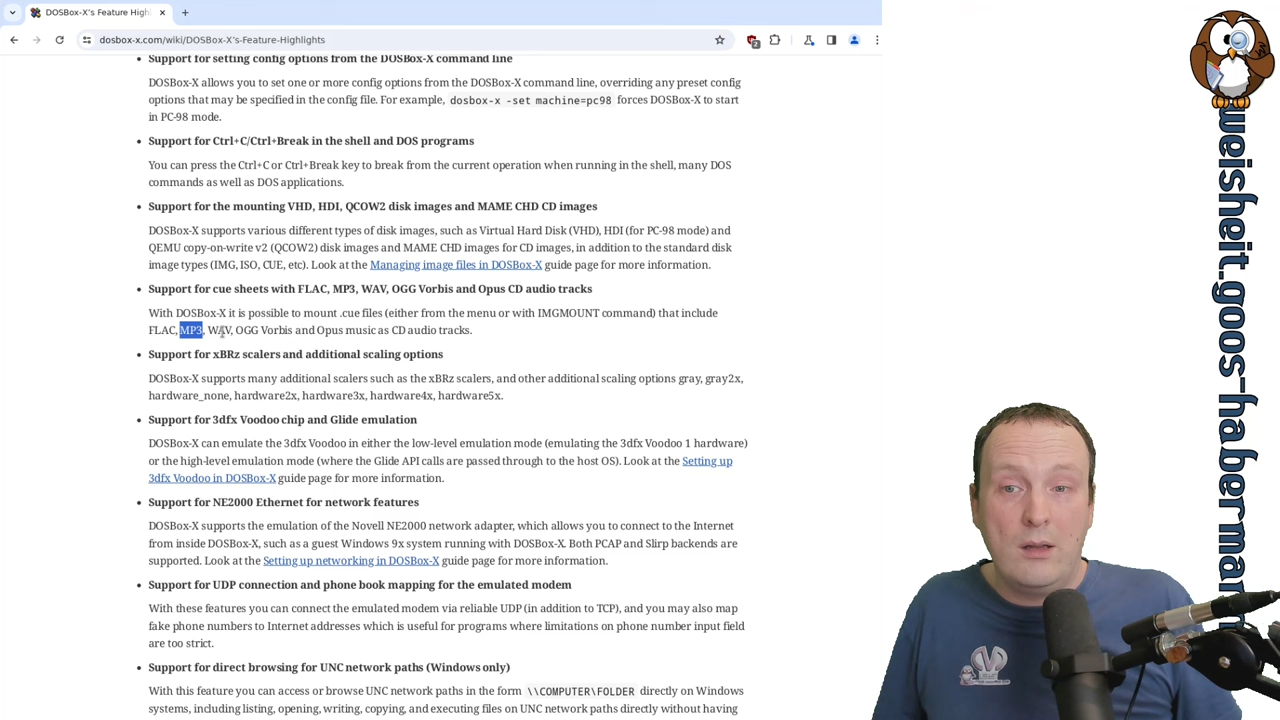 DOSBox-X's Feature High
dosbox-x.com/wiki/DOSBox-X's-Feature-Highlights
2
Support for setting config options from the DOSBox-X command line
DOSBox-X allows you to set one or more config options from the DOSBox-X command line, overriding any preset config
options that may be specified in the config file. For example, dosbox-x -set machine=pc98 forces DOSBox-X to start
in PC-98 mode.
Support for Ctrl+C/Ctrl+Break in the shell and DOS programs
You can press the Ctrl+C or Ctrl+Break key to break from the current operation when running in the shell, many DOS
commands as well as DOS applications.
Support for the mounting VHD, HDI, QCOW2 disk images and MAME CHD CD images
DOSBox-X supports various different types of disk images, such as Virtual Hard Disk (VHD), HDI (for PC-98 mode) and
QEMU copy-on-write v2 (QCOW2) disk images and MAME CHD images for CD images, in addition to the standard disk
image types (IMG, ISO, CUE, etc). Look at the Managing image files in DOSBox-X guide page for more information.
Support for cue sheets with FLAC, MP3, WAV, OGG Vorbis and Opus CD audio tracks
With DOSBox-X it is possible to mount .cue files (either from the menu or with IMGMOUNT command) that include
FLAC, MP3, WAV, OGG Vorbis and Opus music as CD audio tracks.
Support for xBRz scalers and additional scaling options
DOSBox-X supports many additional scalers such as the xBRz scalers, and other additional scaling options gray, gray2x,
hardware_none, hardware2x, hardware3x, hardware4x, hardware5x.
Support for 3dfx Voodoo chip and Glide emulation
DOSBox-X can emulate the 3dfx Voodoo in either the low-level emulation mode (emulating the 3dfx Voodoo 1 hardware)
or the high-level emulation mode (where the Glide API calls are passed through to the host OS). Look at the Setting up
3dfx Voodoo in DOSBox-X guide page for more information.
Support for NE2000 Ethernet for network features
DOSBox-X supports the emulation of the Novell NE2000 network adapter, which allows you to connect to the Internet
from inside DOSBox-X, such as a guest Windows 9x system running with DOSBox-X. Both PCAP and Slirp backends are
supported. Look at the Setting up networking in DOSBox-X guide page for more information.
Support for UDP connection and phone book mapping for the emulated modem
With these features you can connect the emulated modem via reliable UDP (in addition to TCP), and you may also map
fake phone numbers to Internet addresses which is useful for programs where limitations on phone number input field
are too strict.
Support for direct browsing for UNC network paths (Windows only)
With this feature you can access or browse UNC network paths in the form \\COMPUTER\FOLDER directly on Windows
systems, including listing, opening, writing, copying, and executing files on UNC network paths directly without having